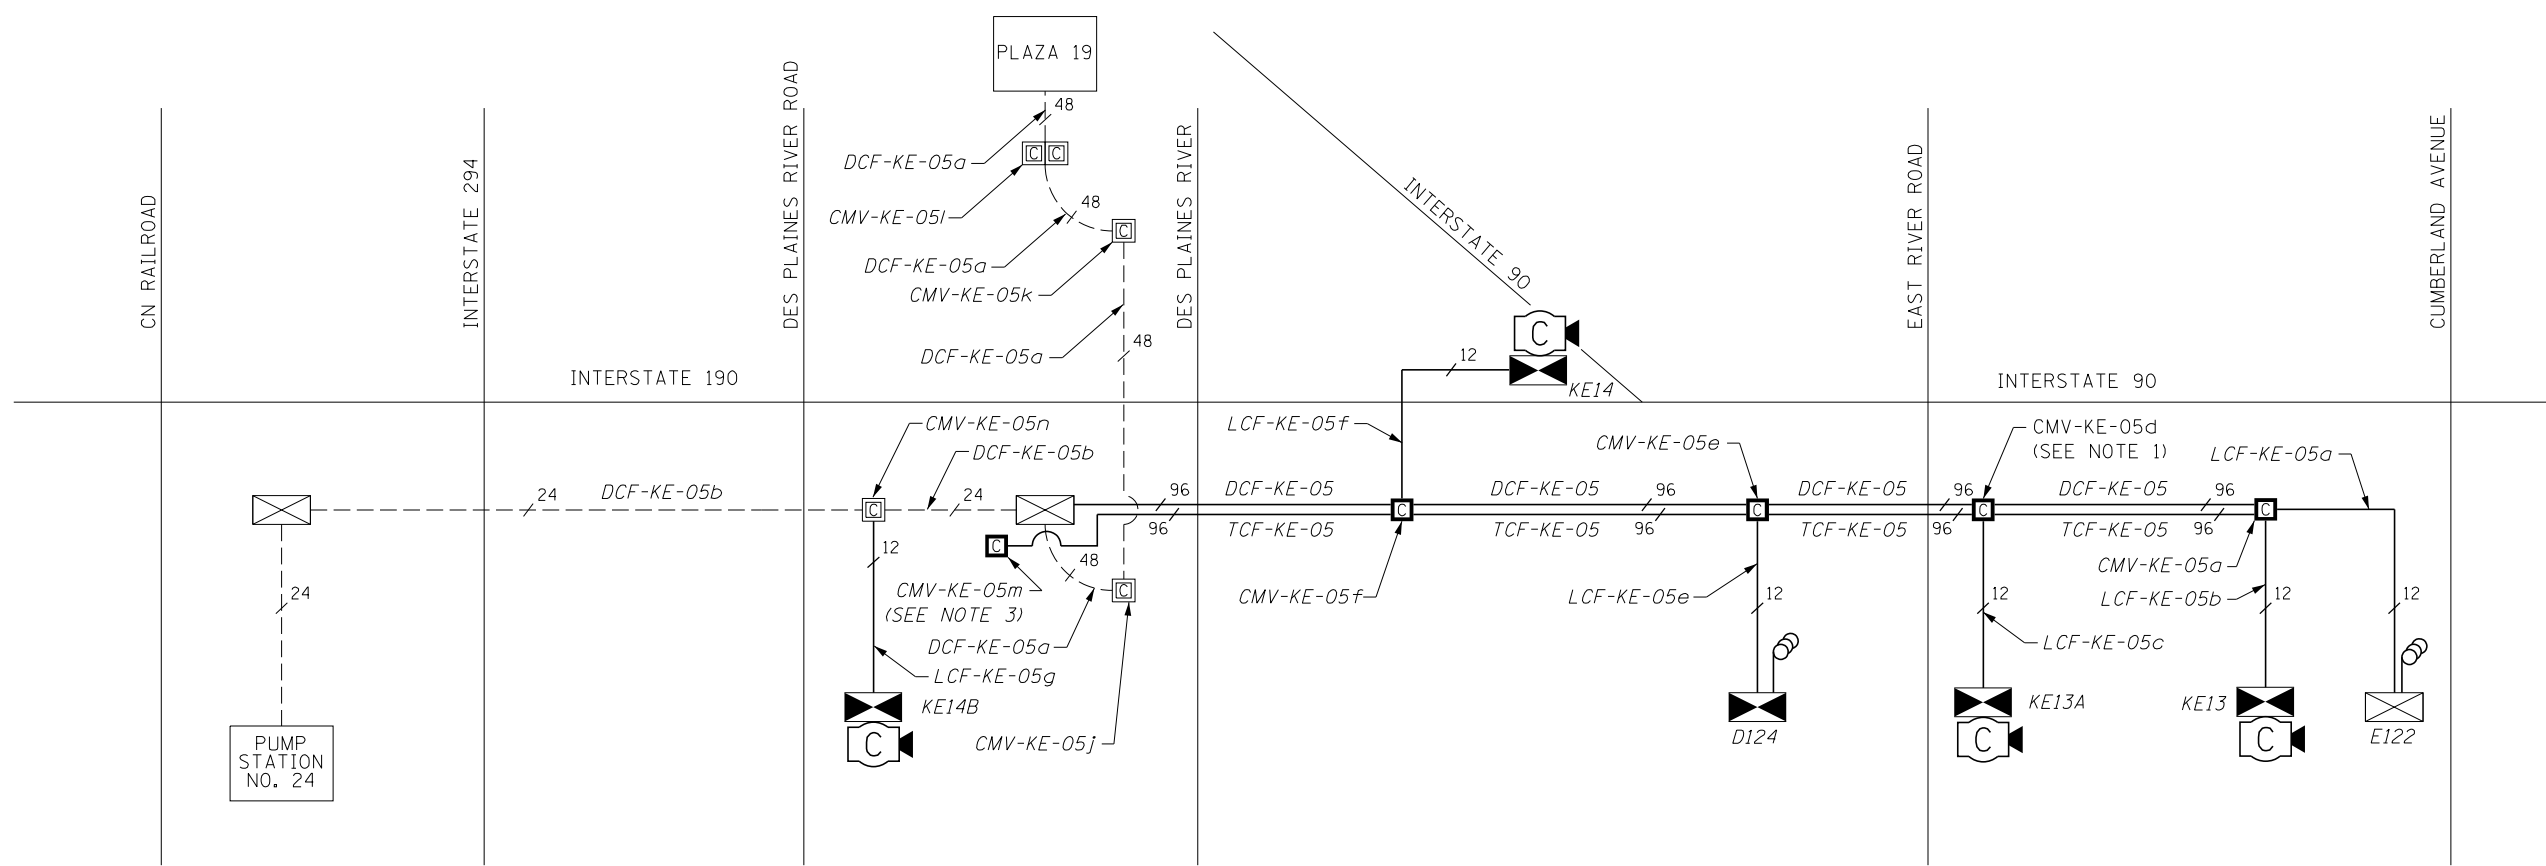 PLAZA 19
48
DCF-KE-05a
C C
CMV-KE-05l
48
C
DCF-KE-05a
CMV-KE-05k
DCF-KE-05a
48
CN RAILROAD
INTERSTATE 294
DES PLAINES RIVER ROAD
DES PLAINES RIVER
INTERSTATE 90
EAST RIVER ROAD
CUMBERLAND AVENUE
C
12
KE14
INTERSTATE 190
INTERSTATE 90
CMV-KE-05n
DCF-KE-05b
LCF-KE-05f
CMV-KE-05e
CMV-KE-05d
(SEE NOTE 1)
LCF-KE-05a
24
DCF-KE-05b
C
24
96
DCF-KE-05
C
DCF-KE-05
96
C
DCF-KE-05
96
C
DCF-KE-05
96
C
96
TCF-KE-05
TCF-KE-05
96
TCF-KE-05
96
TCF-KE-05
96
C
12
48
C
CMV-KE-05m
(SEE NOTE 3)
24
CMV-KE-05f
LCF-KE-05e
12
12
CMV-KE-05a
LCF-KE-05b
12
12
DCF-KE-05a
LCF-KE-05g
LCF-KE-05c
KE14B
C
CMV-KE-05j
D124
KE13A
C
KE13
C
E122
PUMP
STATION
NO. 24